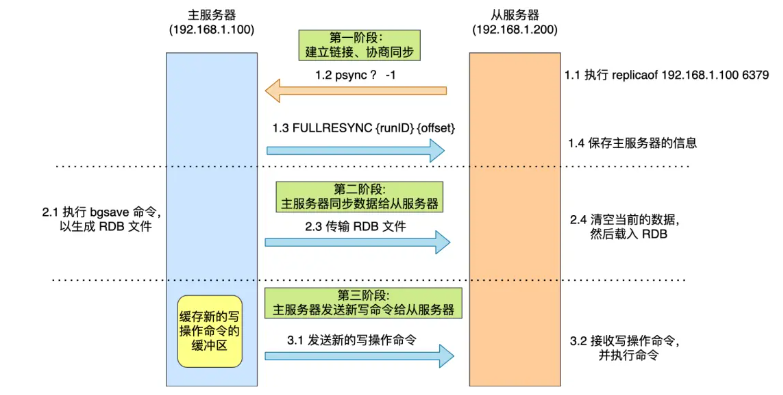 主服务器
(192.168.1.100)
从服务器
(192.168.1.200)
第一阶段：
建立链接、协商同步
1.2 psync？ -1
1.1 执行 replicaof 192.168.1.100 6379
1.3 FULLRESYNC {runID} {offset}
1.4 保存主服务器的信息
第二阶段:
主服务器同步数据给从服务器
2.1 执行 bgsave 命令，
以生成 RDB 文件
2.3 传输 RDB 文件
2.4 清空当前的数据，
然后载入 RDB
第三阶段:
主服务器发送新写命令给从服务器
缓存新的写
操作命令的
缓冲区
3.1 发送新的写操作命令
3.2 接收写操作命令，
并执行命令